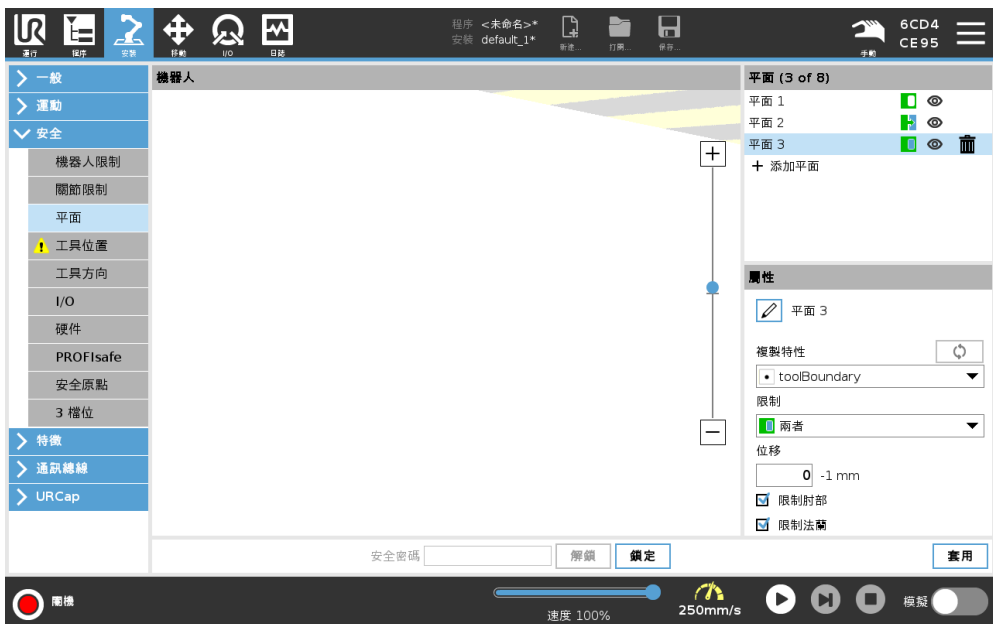 程序 <未命名>*
安裝 default_1*
運行
程序
安裝
移動
I/O
日誌
新建...
打開...
保存...
手動
6CD4
CE95
一般
運動
安全
機器人限制
關節限制
平面
工具位置
工具方向
I/O
硬件
PROFIsafe
安全原點
3 檔位
特徵
通訊總線
URCap
機器人
平面 (3 of 8)
平面 1
平面 2
平面 3
添加平面
屬性
平面 3
複製特性
toolBoundary
限制
兩者
位移
0 -1 mm
限制肘部
限制法蘭
安全密碼
解鎖
鎖定
套用
關機
速度 100%
250mm/s
模擬